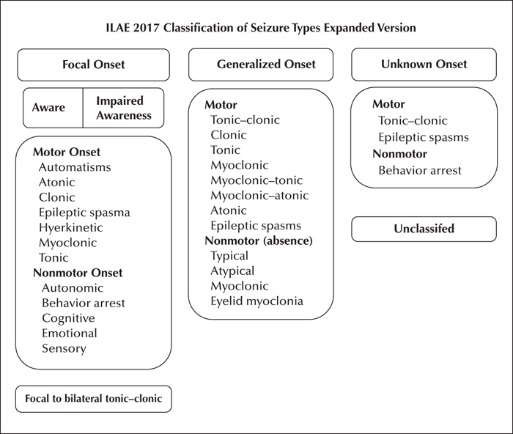 ILAE 2017 Classification of Seizure Types Expanded Version
Focal Onset
Aware
Impaired
Awareness
Motor Onset
Automatisms
Atonic
Clonic
Epileptic spasma
Hyerkinetic
Myoclonic
Tonic
Nonmotor Onset
Autonomic
Behavior arrest
Cognitive
Emotional
Sensory
Focal to bilateral tonic–clonic
Generalized Onset
Motor
Tonic–clonic
Clonic
Tonic
Myoclonic
Myoclonic–tonic
Myoclonic–atonic
Atonic
Epileptic spasms
Nonmotor (absence)
Typical
Atypical
Myoclonic
Eyelid myoclonia
Unknown Onset
Motor
Tonic–clonic
Epileptic spasms
Nonmotor
Behavior arrest
Unclassifed